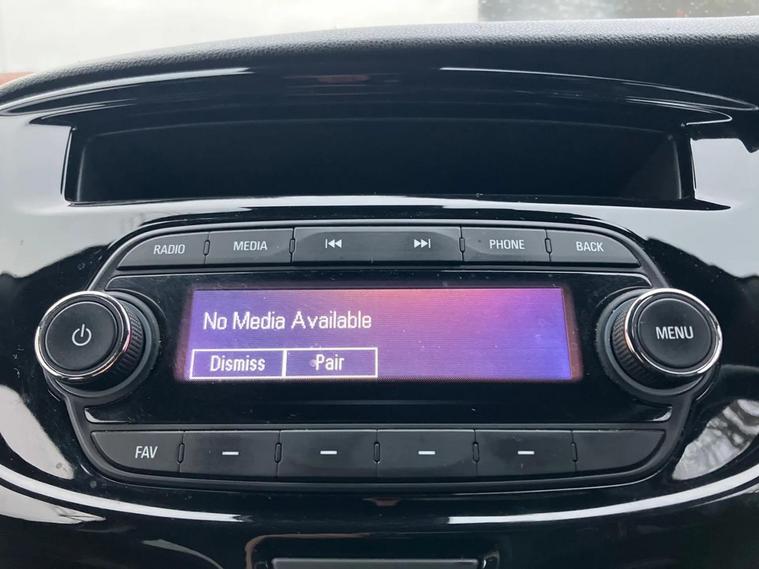 RADIO MEDIA PHONE BACK
No Media Available
Dismiss Pair
MENU
FAV